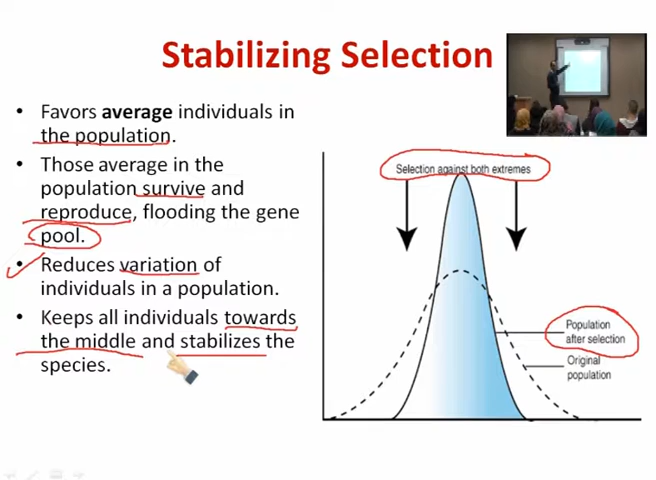 Stabilizing Selection
• Favors average individuals in
the population.
• Those average in the
population survive and
reproduce, flooding the gene
pool.
• Reduces variation of
individuals in a population.
• Keeps all individuals towards
the middle and stabilizes the
species.
Selection against both extremes
Population
after selection
Original
population